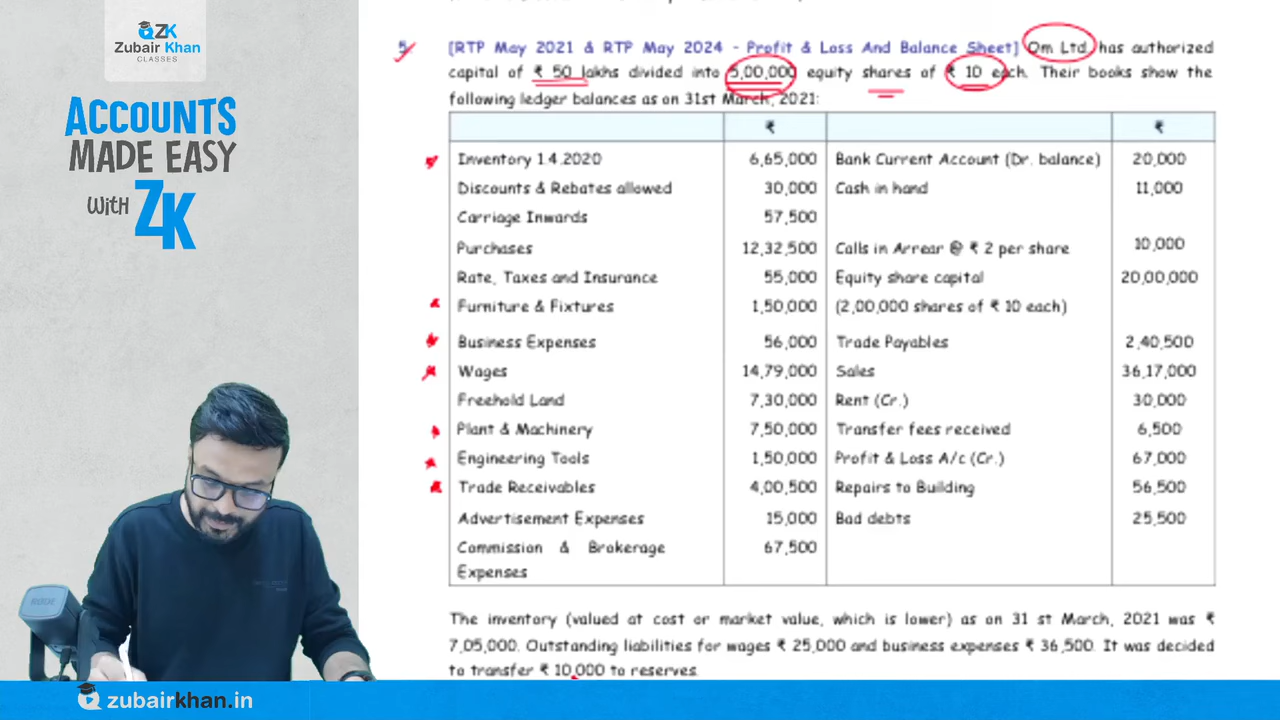 ZK
Zubair Khan
CLASSES
ACCOUNTS
MADE EASY
With ZK
5. [RTP May 2021 & RTP May 2024 - Profit & Loss And Balance Sheet] Om Ltd. has authorized
capital of ₹ 50 lakhs divided into 5,00,000 equity shares of ₹ 10 each. Their books show the
following ledger balances as on 31st March, 2021:
₹ ₹
Inventory 1.4.2020 6,65,000 Bank Current Account (Dr. balance) 20,000
Discounts & Rebates allowed 30,000 Cash in hand 11,000
Carriage Inwards 57,500
Purchases 12,32,500 Calls in Arrear @ ₹ 2 per share 10,000
Rate, Taxes and Insurance 55,000 Equity share capital 20,00,000
Furniture & Fixtures 1,50,000 (2,00,000 shares of ₹ 10 each)
Business Expenses 56,000 Trade Payables 2,40,500
Wages 14,79,000 Sales 36,17,000
Freehold Land 7,30,000 Rent (Cr.) 30,000
Plant & Machinery 7,50,000 Transfer fees received 6,500
Engineering Tools 1,50,000 Profit & Loss A/c (Cr.) 67,000
Trade Receivables 4,00,500 Repairs to Building 56,500
Advertisement Expenses 15,000 Bad debts 25,500
Commission & Brokerage 67,500
Expenses
The inventory (valued at cost or market value, which is lower) as on 31 st March, 2021 was ₹
7,05,000. Outstanding liabilities for wages ₹ 25,000 and business expenses ₹ 36,500. It was decided
to transfer ₹ 10,000 to reserves.
RØDE
zubairkhan.in